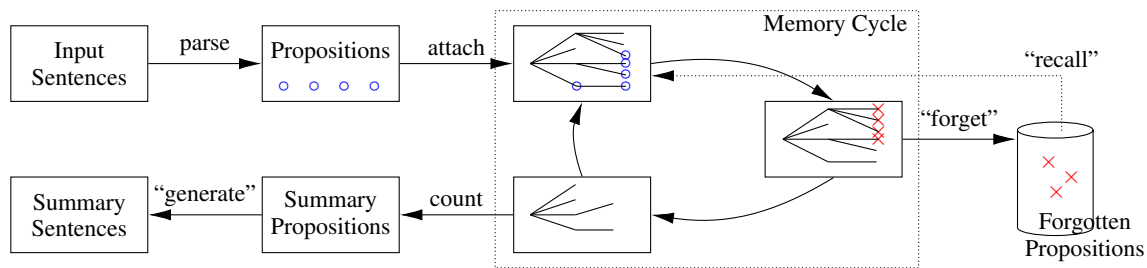 Memory Cycle
Input
Sentences
parse
Propositions
attach
“recall”
“forget”
Summary
Sentences
“generate”
Summary
Propositions
count
Forgotten
Propositions